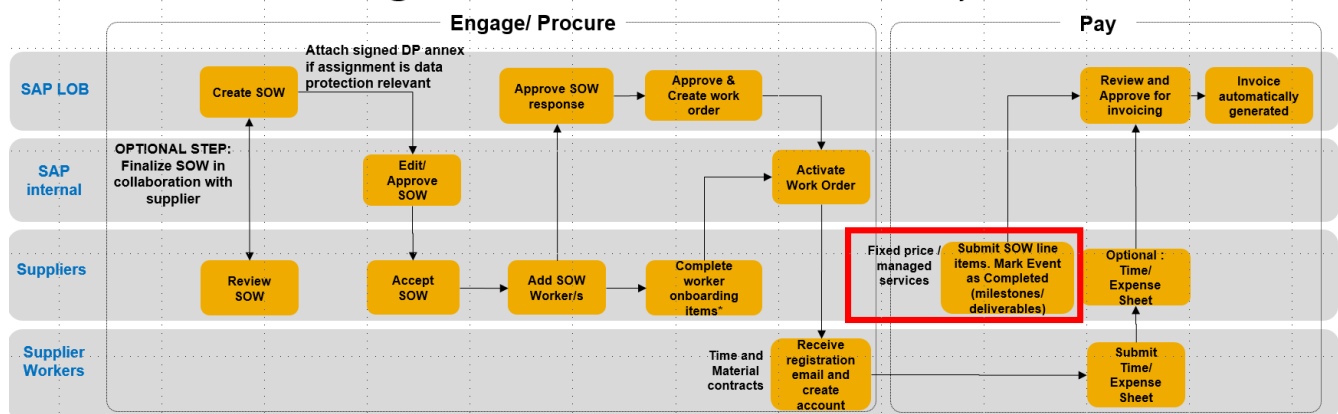 Engage/ Procure
Pay
SAP LOB
Create SOW
Attach signed DP annex
if assignment is data
protection relevant
Approve SOW
response
Approve &
Create work
order
Review and
Approve for
invoicing
Invoice
automatically
generated
OPTIONAL STEP:
Finalize SOW in
collaboration with
supplier
SAP
internal
Edit/
Approve
SOW
Activate
Work Order
Suppliers
Review
SOW
Accept
SOW
Add SOW
Worker/s
Complete
worker
onboarding
items*
Fixed price /
managed
services
Submit SOW line
items. Mark Event
as Completed
(milestones/
deliverables)
Optional :
Time/
Expense
Sheet
Supplier
Workers
Time and
Material
contracts
Receive
registration
email and
create
account
Submit
Time/
Expense
Sheet